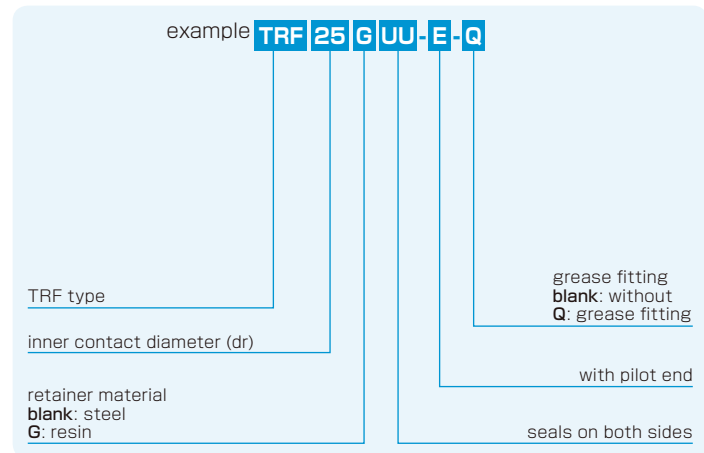 example TRF 25 G UU - E - Q
TRF type
inner contact diameter (dr)
retainer material
blank: steel
G: resin
grease fitting
blank: without
Q: grease fitting
with pilot end
seals on both sides